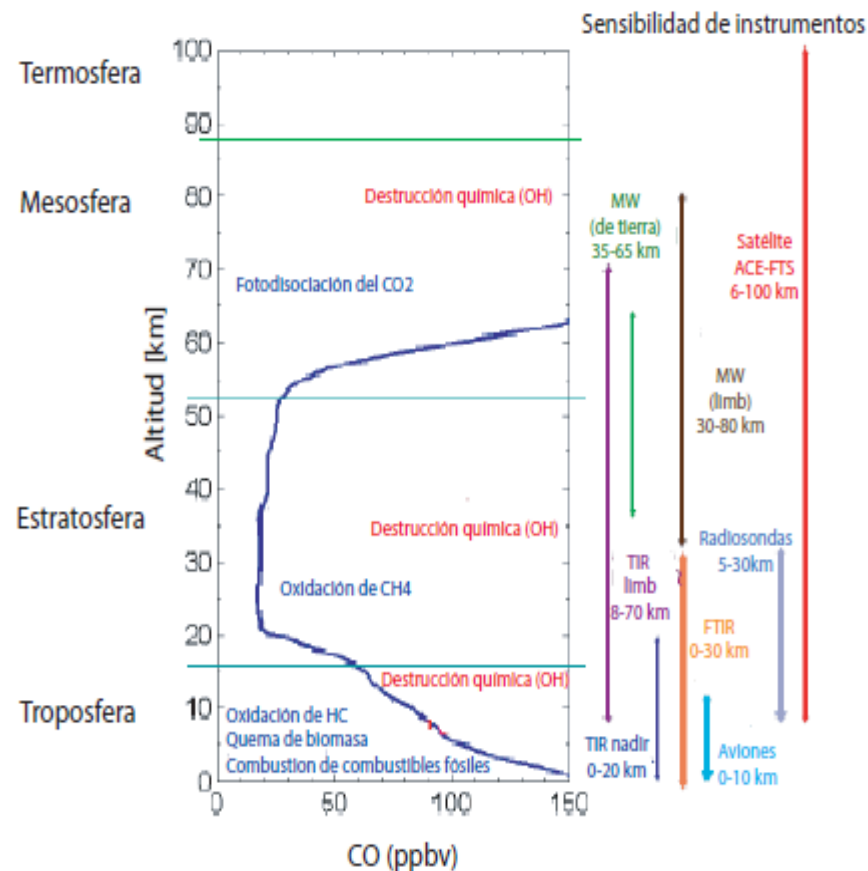 Sensibilidad de instrumentos
Termosfera
Mesosfera
Estratosfera
Troposfera
Altitud [km]
100
90
80
70
60
50
40
30
20
10
0
Destrucción química (OH)
Fotodisociación del CO2
Destrucción química (OH)
Oxidación de CH4
Destrucción química (OH)
Oxidación de HC
Quema de biomasa
Combustion de combustibles fósiles
0
50
100
150
CO (ppbv)
MW
(de tierra)
35-65 km
Satélite
ACE-FTS
6-100 km
MW
(limb)
30-80 km
Radiosondas
5-30km
TIR
limb
8-70 km
FTIR
0-30 km
TIR nadir
0-20 km
Aviones
0-10 km